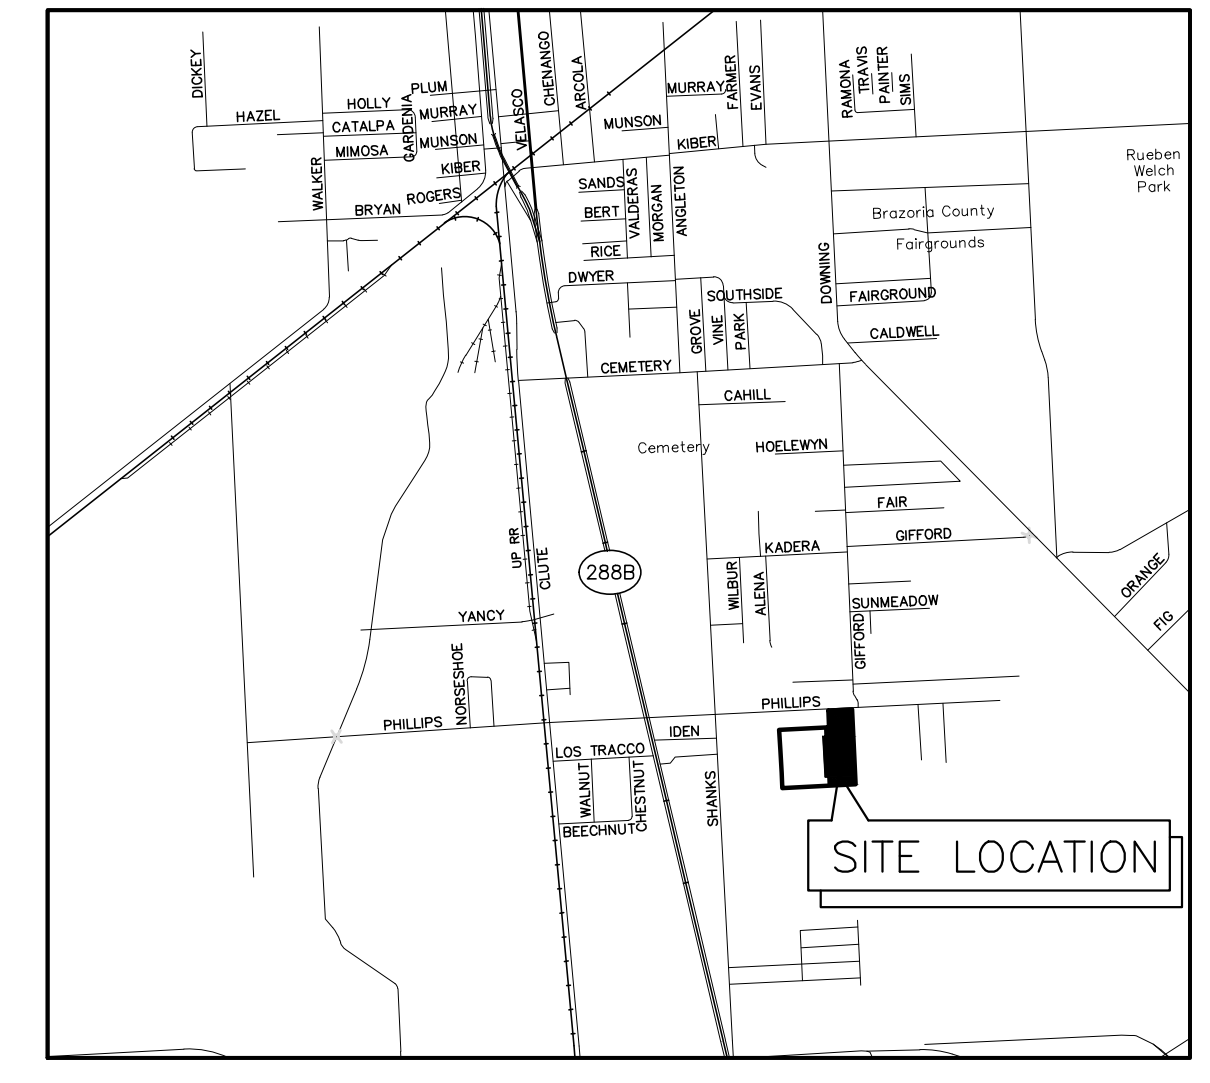 DICKEY
HAZEL
HOLLY
CATALPA
MIMOSA
GARDENIA
WALKER
BRYAN
PLUM
MURRAY
MUNSON
KIBER
ROGERS
VELASCO
CHENANGO
ARCOLA
MURRAY
FARMER
EVANS
MUNSON
KIBER
RAMONA
TRAVIS
PAINTER
SIMS
Rueben
Welch
Park
SANDS
BERT
RICE
VALDERAS
MORGAN
ANGLETON
DWYER
Brazoria County
Fairgrounds
DOWNING
FAIRGROUND
CALDWELL
SOUTHSIDE
GROVE
VINE
PARK
CEMETERY
CAHILL
Cemetery
HOELEWYN
FAIR
GIFFORD
KADERA
UP RR
CLUTE
288B
WILBUR
ALENA
SUNMEADOW
GIFFORD
ORANGE
FIG
YANCY
NORSESHOE
PHILLIPS
PHILLIPS
IDEN
LOS TRACCO
WALNUT
CHESTNUT
BEECHNUT
SHANKS
SITE LOCATION